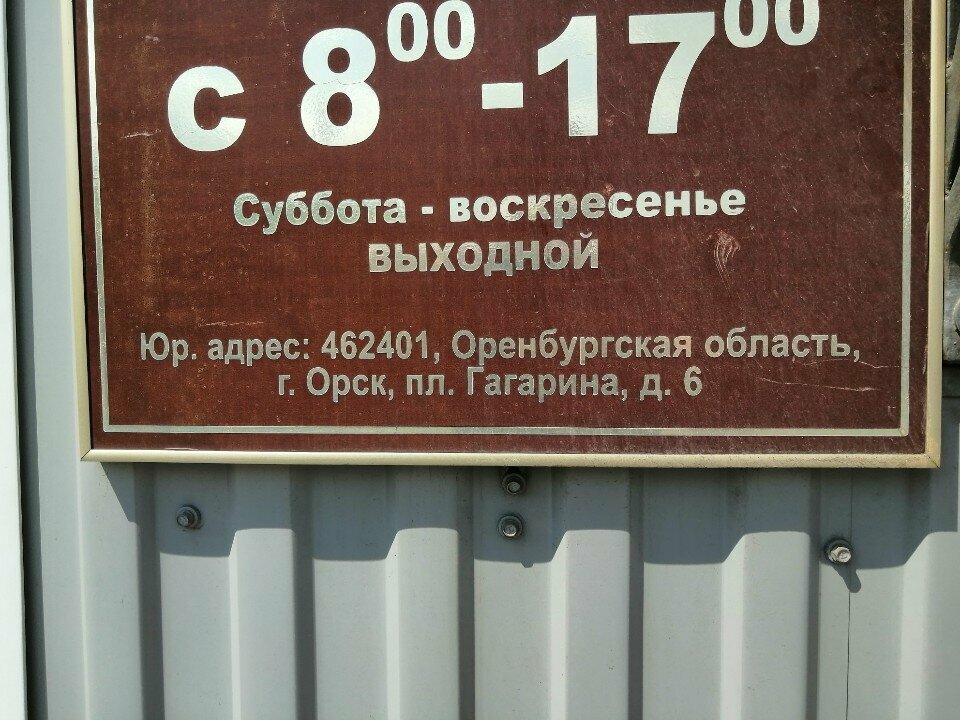 с 8⁰⁰-17⁰⁰
Суббота - воскресенье
выходной
Юр. адрес: 462401, Оренбургская область,
г. Орск, пл. Гагарина, д. 6